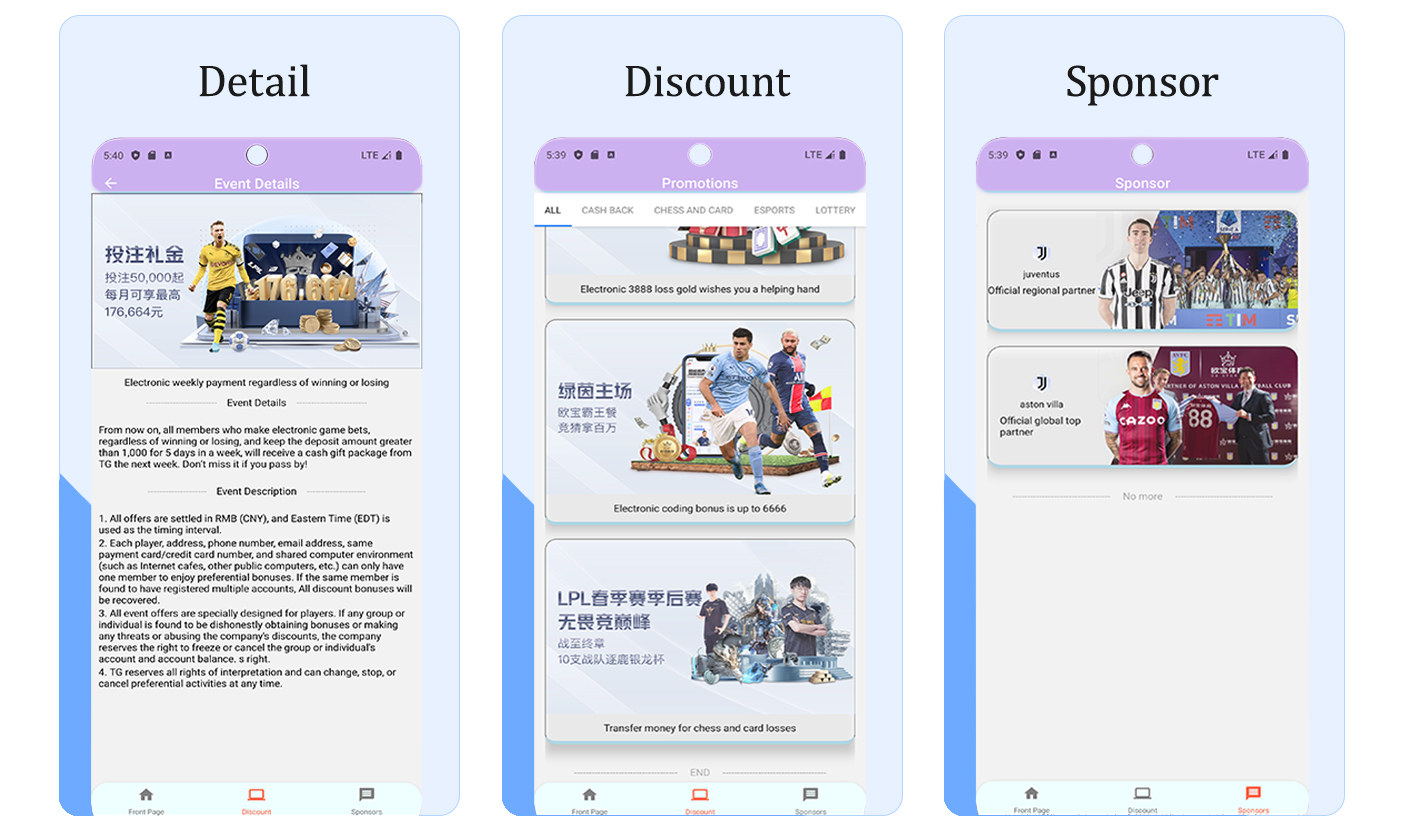 Detail
5:40
LTE
Event Details
投注礼金
投注50,000起
每月可享最高
176,664元
LPL
176,664
Electronic weekly payment regardless of winning or losing
Event Details
From now on, all members who make electronic game bets,
regardless of winning or losing, and keep the deposit amount greater
than 1,000 for 5 days in a week, will receive a cash gift package from
TG the next week. Don't miss it if you pass by!
Event Description
1. All offers are settled in RMB (CNY), and Eastern Time (EDT) is
used as the timing interval.
2. Each player, address, phone number, email address, same
payment card/credit card number, and shared computer environment
(such as Internet cafes, other public computers, etc.) can only have
one member to enjoy preferential bonuses. If the same member is
found to have registered multiple accounts, All discount bonuses will
be recovered.
3. All event offers are specially designed for players. If any group or
individual is found to be dishonestly obtaining bonuses or making
any threats or abusing the company's discounts, the company
reserves the right to freeze or cancel the group or individual's
account and account balance. s right.
4. TG reserves all rights of interpretation and can change, stop, or
cancel preferential activities at any time.
Front Page
Discount
Sponsors
Discount
5:39
LTE
Promotions
ALL
CASH BACK
CHESS AND CARD
ESPORTS
LOTTERY
Electronic 3888 loss gold wishes you a helping hand
绿茵主场
欧宝霸王餐
竞猜拿百万
Electronic coding bonus is up to 6666
LPL春季赛季后赛
无畏竞巅峰
战至终章
10支战队逐鹿银龙杯
Transfer money for chess and card losses
END
Front Page
Discount
Sponsors
Sponsor
5:39
LTE
Sponsor
juventus
Official regional partner
Jeep
TIM
SERIE A
TIM
aston villa
Official global top
partner
CAZOO
AVFC
欧宝体育
RTNER OF ASTON VILLA
BALL CLUB
88
No more
Front Page
Discount
Sponsors